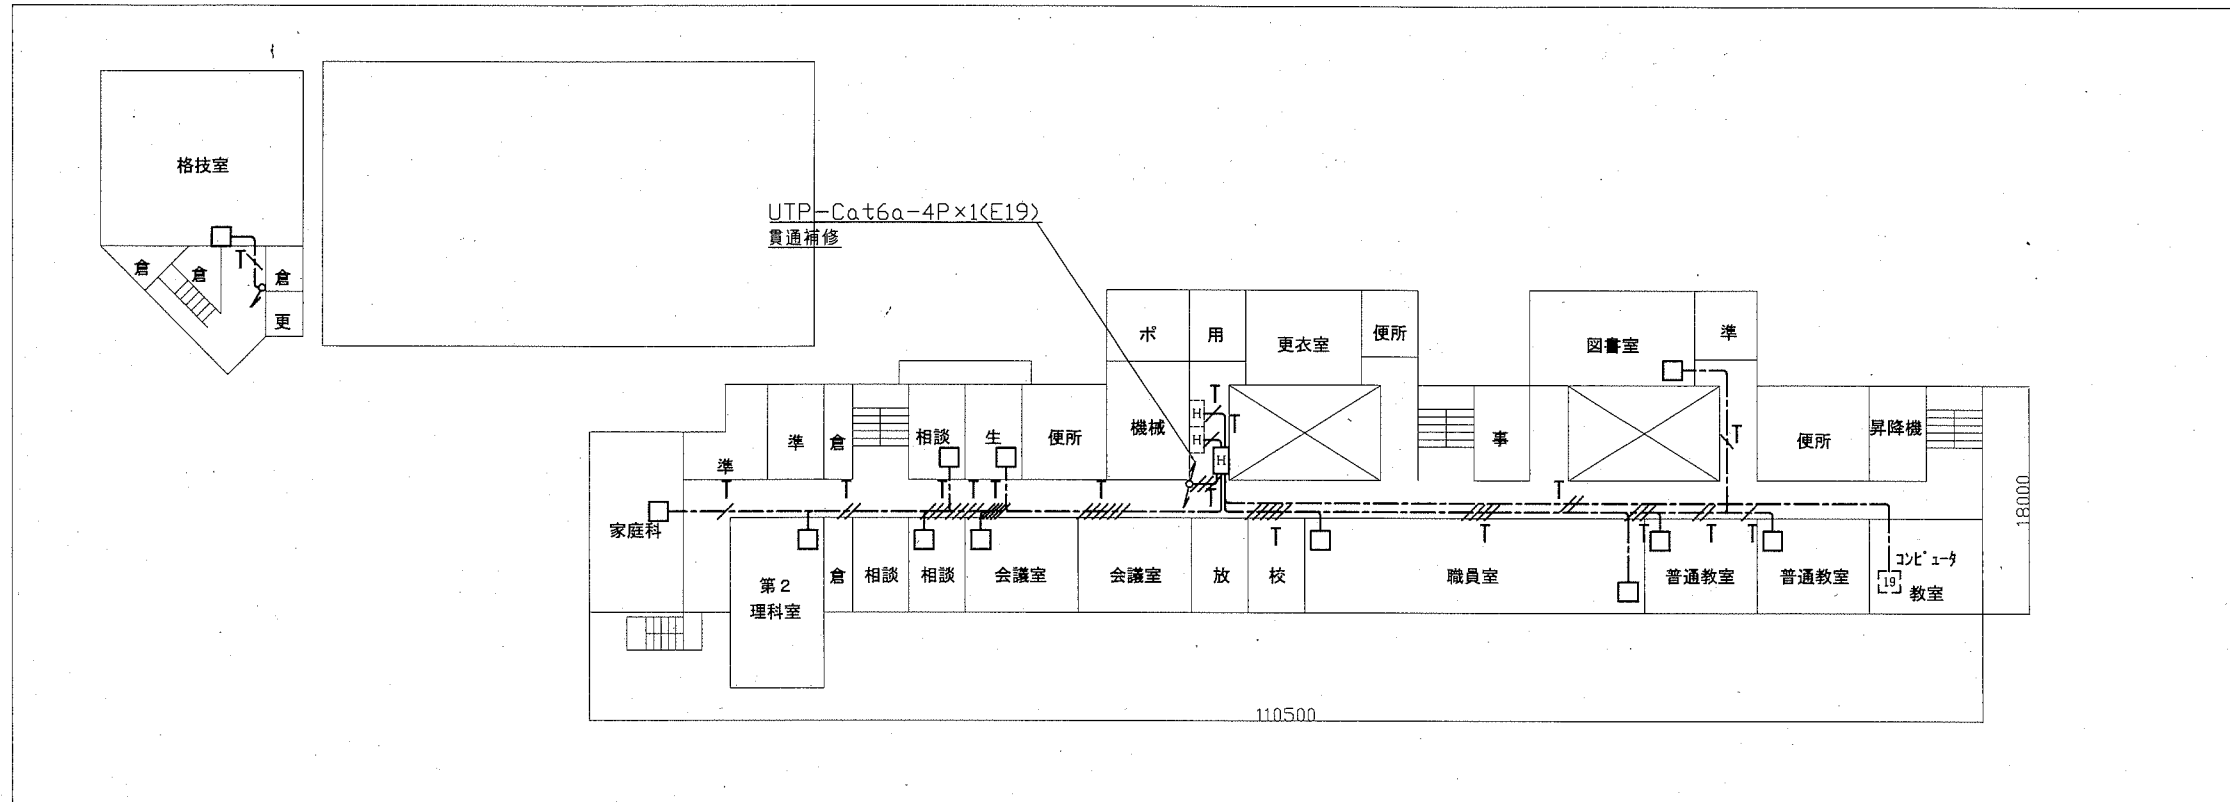 格技室
倉
倉
T
倉
更
UTP-Cat6a-4P×1(E19)
貫通補修
ポ
用
更衣室
便所
図書室
準
準
準
倉
相談
生
便所
機械
H
H
H
T
T
事
T
便所
昇降機
T
T
T
T
T
T
T
T
18000
家庭科
第2
理科室
倉
相談
相談
会議室
会議室
放
T
校
T
職員室
T
普通教室
T
T
普通教室
コンピュータ
19
教室
110500